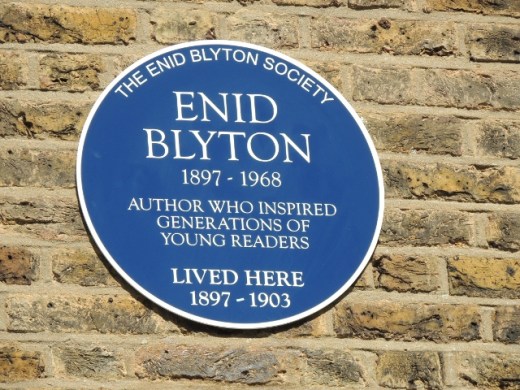 THE ENID BLYTON SOCIETY
ENID
BLYTON
1897 - 1968
AUTHOR WHO INSPIRED
GENERATIONS OF
YOUNG READERS
LIVED HERE
1897 - 1903